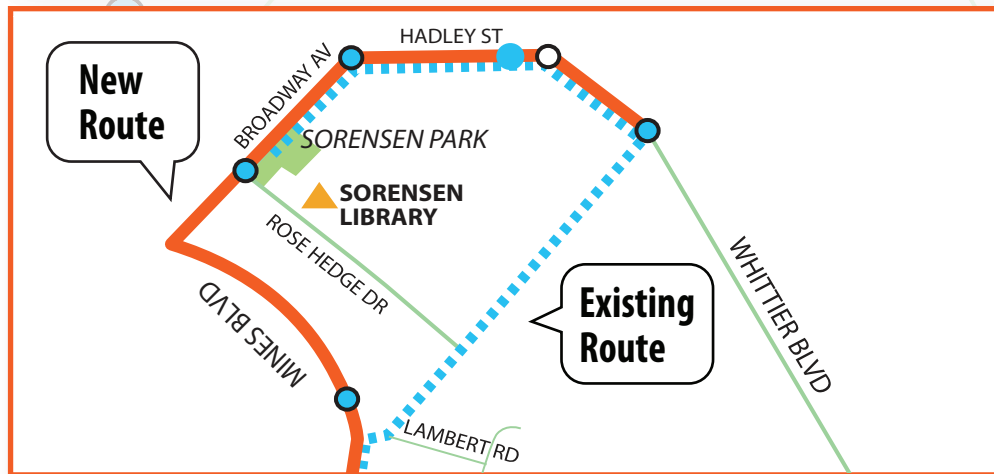 HADLEY ST
New
Route
BROADWAY AV
SORENSEN PARK
SORENSEN
LIBRARY
ROSE HEDGE DR
WHITTIER BLVD
MINES BLVD
Existing
Route
LAMBERT RD